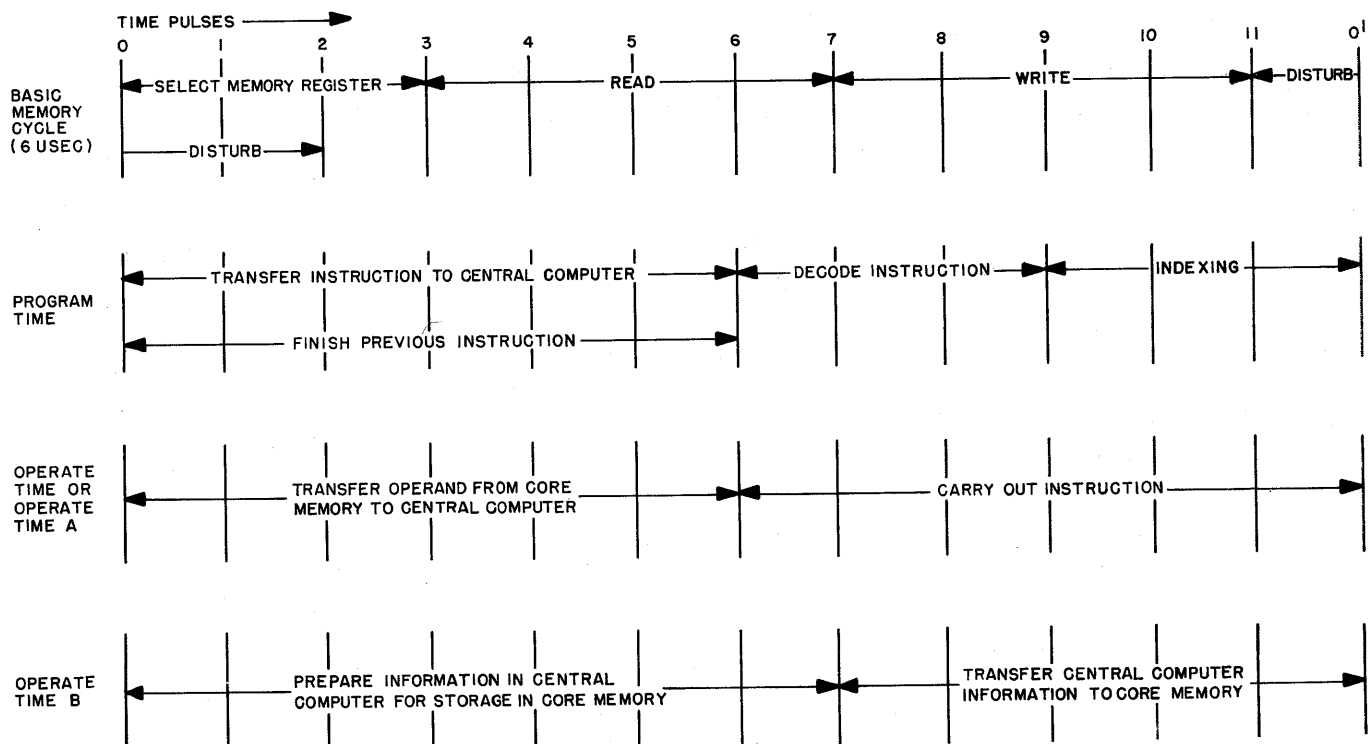 TIME PULSES
0 1 2 3 4 5 6 7 8 9 10 11 0¹
BASIC
MEMORY
CYCLE
(6 USEC)
SELECT MEMORY REGISTER
READ
WRITE
DISTURB
DISTURB
PROGRAM
TIME
TRANSFER INSTRUCTION TO CENTRAL COMPUTER
DECODE INSTRUCTION
INDEXING
FINISH PREVIOUS INSTRUCTION
OPERATE
TIME OR
OPERATE
TIME A
TRANSFER OPERAND FROM CORE
MEMORY TO CENTRAL COMPUTER
CARRY OUT INSTRUCTION
OPERATE
TIME B
PREPARE INFORMATION IN CENTRAL
COMPUTER FOR STORAGE IN CORE MEMORY
TRANSFER CENTRAL COMPUTER
INFORMATION TO CORE MEMORY